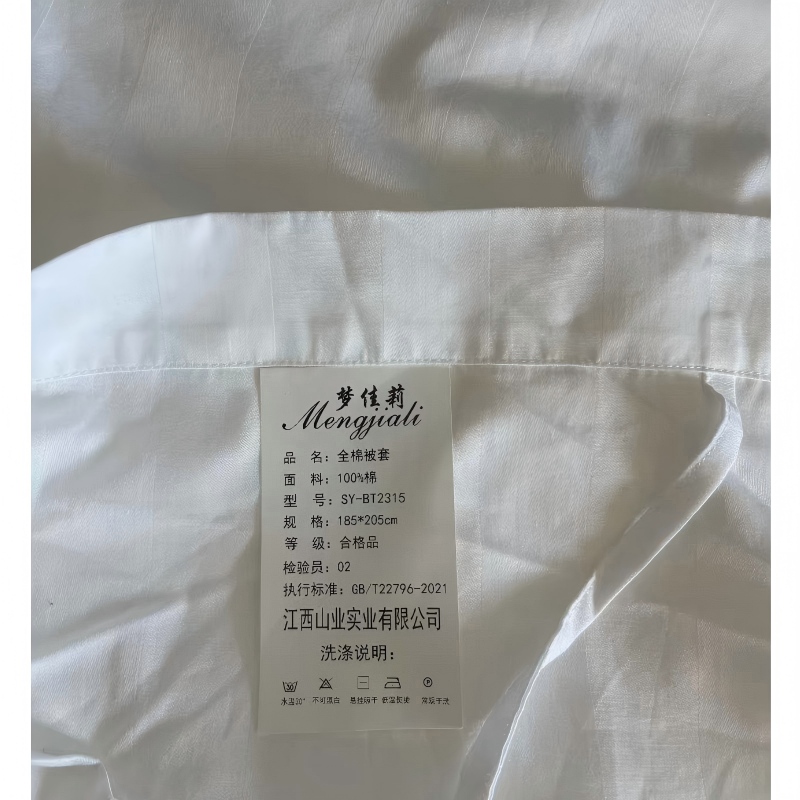 梦佳莉
Mengjiali
品 名：全棉被套
面 料：100%棉
型 号：SY-BT2315
规 格：185*205cm
等 级：合格品
检验员：02
执行标准：GB/T22796-2021
江西山业实业有限公司
洗涤说明：
水温30° 不可漂白 悬挂晾干 低温熨烫 常规干洗